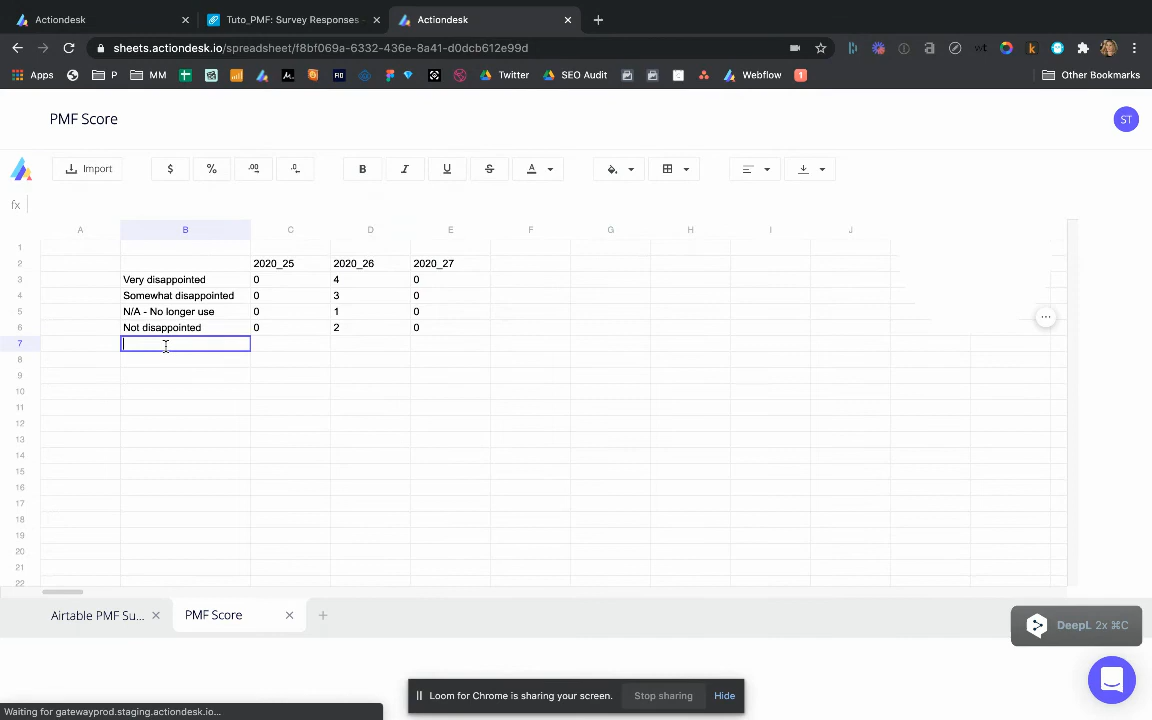 Actiondesk
Tuto_PMF: Survey Responses -
Actiondesk
sheets.actiondesk.io/spreadsheet/f8bf069a-6332-436e-8a41-d0dcb612e99d
Apps
P
MM
Twitter
SEO Audit
Webflow
1
Other Bookmarks
PMF Score
ST
Import
$
%
.00
.0
B
I
U
S
A
fx
A B C D E F G H I J
1
2 2020_25 2020_26 2020_27
3 Very disappointed 0 4 0
4 Somewhat disappointed 0 3 0
5 N/A - No longer use 0 1 0
6 Not disappointed 0 2 0
7
8
9
10
11
12
13
14
15
16
17
18
19
20
21
22
Airtable PMF Su...
PMF Score
DeepL 2x ⌘C
Loom for Chrome is sharing your screen.
Stop sharing
Hide
Waiting for gatewayprod.staging.actiondesk.io...